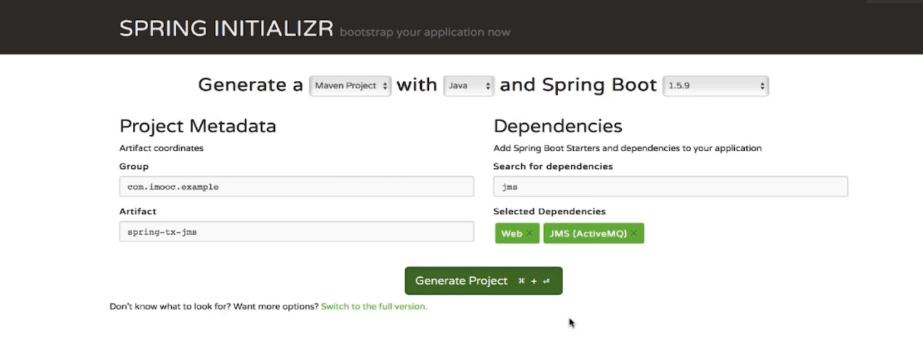 SPRING INITIALIZR bootstrap your application now
Generate a Maven Project with Java and Spring Boot 1.5.9
Project Metadata
Artifact coordinates
Group
com.imooc.example
Artifact
spring-tx-jms
Dependencies
Add Spring Boot Starters and dependencies to your application
Search for dependencies
jms
Selected Dependencies
Web × JMS (ActiveMQ) ×
Generate Project ⌘ + ⏎
Don't know what to look for? Want more options? Switch to the full version.